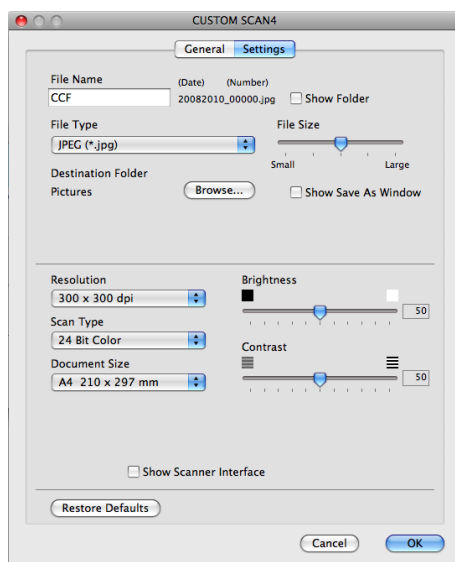 CUSTOM SCAN4
General Settings
File Name (Date) (Number)
CCF 20082010_00000.jpg Show Folder
File Type File Size
JPEG (*.jpg)
Small Large
Destination Folder
Pictures Browse... Show Save As Window
Resolution Brightness
300 x 300 dpi
50
Scan Type
24 Bit Color
Contrast
Document Size
A4 210 x 297 mm 50
Show Scanner Interface
Restore Defaults
Cancel OK